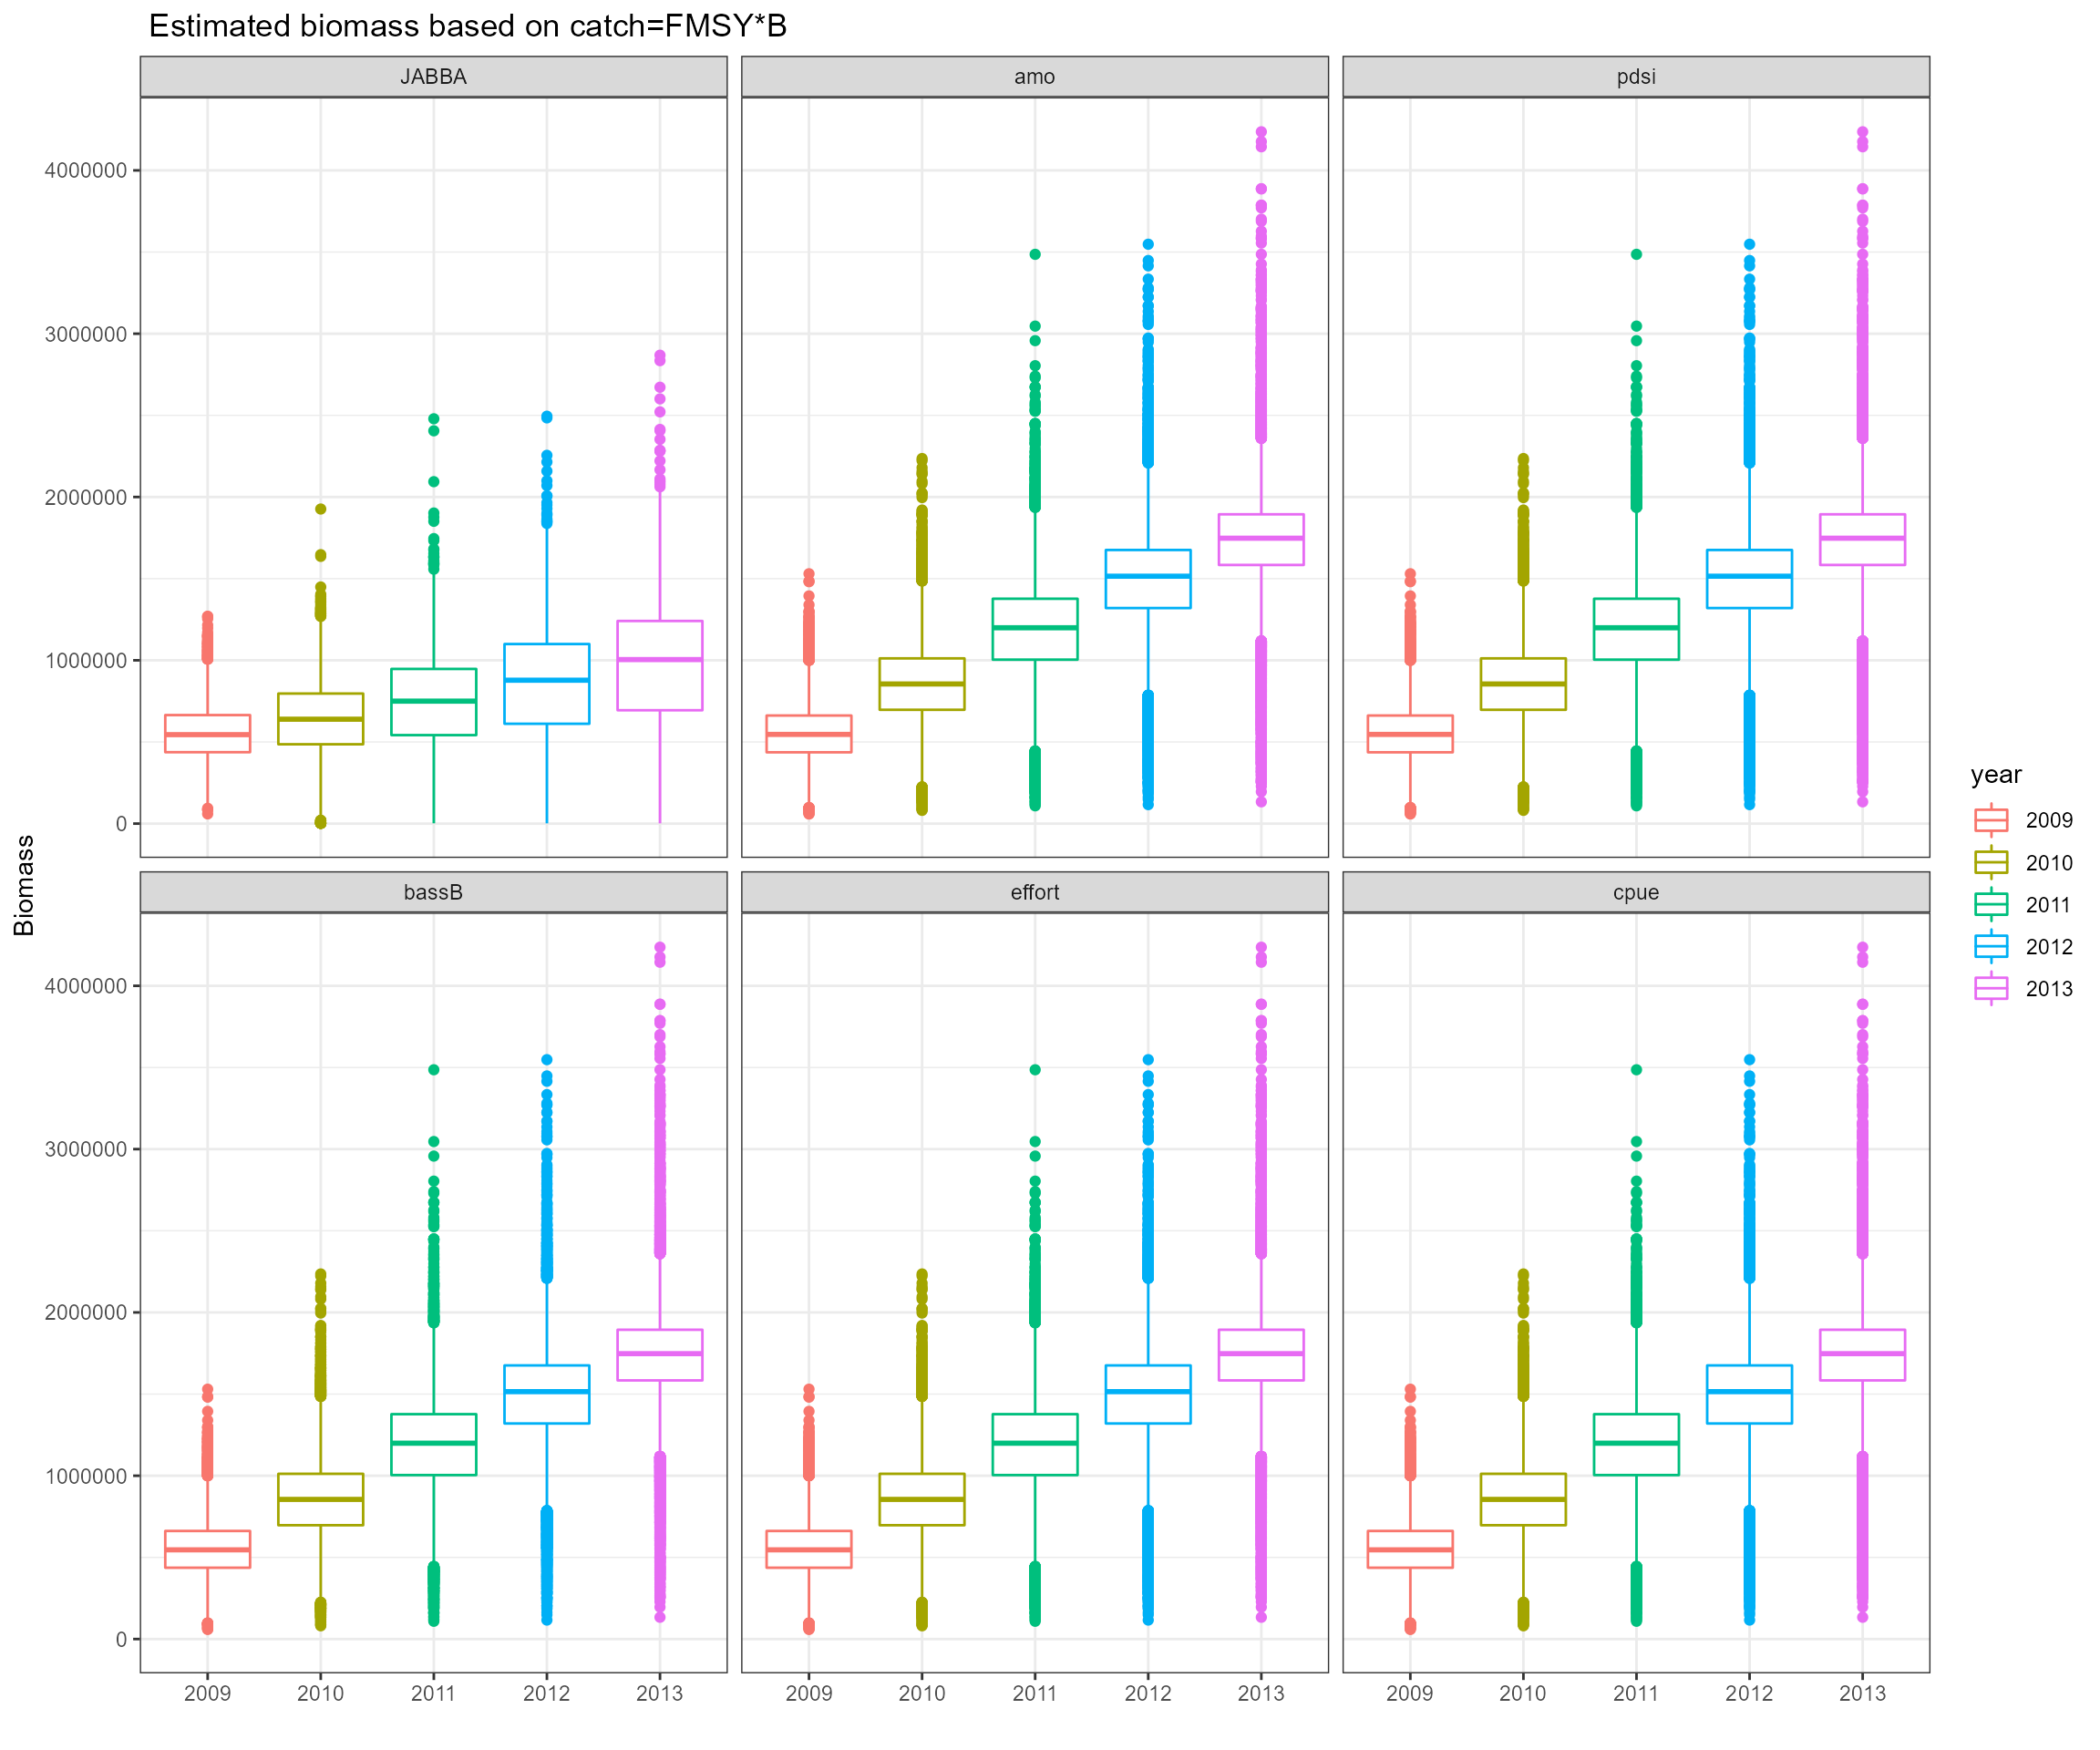 Estimated biomass based on catch=FMSY*B
JABBA
amo
pdsi
4000000
3000000
2000000
1000000
0
Biomass
bassB
effort
cpue
4000000
3000000
2000000
1000000
0
2009 2010 2011 2012 2013
2009 2010 2011 2012 2013
2009 2010 2011 2012 2013
year
2009
2010
2011
2012
2013